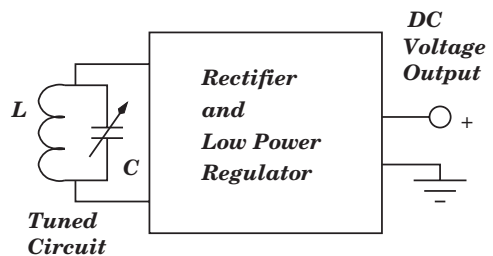 DC
Voltage
Output
Rectifier
and
Low Power
Regulator
L
C
+
Tuned
Circuit